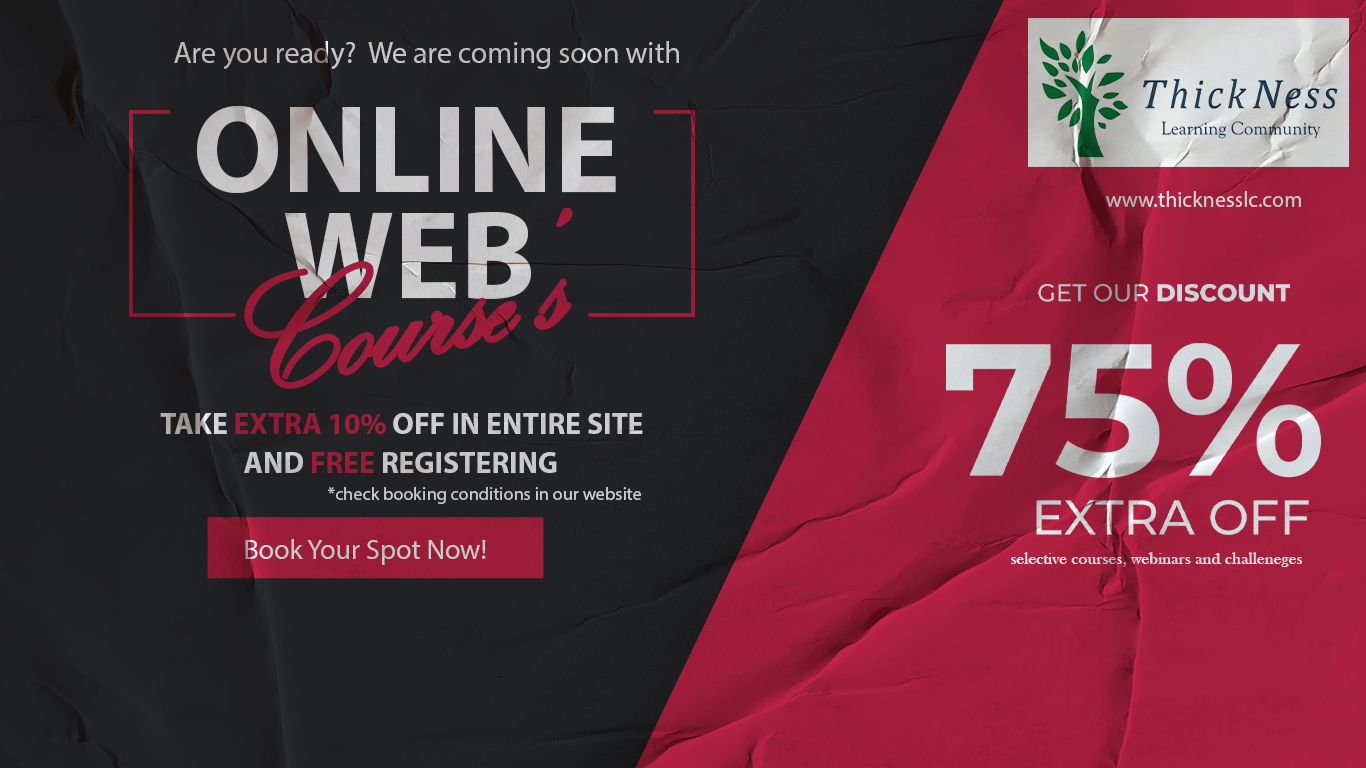 Are you ready? We are coming soon with
ONLINE
WEB
Course's
TAKE EXTRA 10% OFF IN ENTIRE SITE
AND FREE REGISTERING
*check booking conditions in our website
Book Your Spot Now!
ThickNess
Learning Community
www.thicknesslc.com
GET OUR DISCOUNT
75%
EXTRA OFF
selective courses, webinars and challeneges